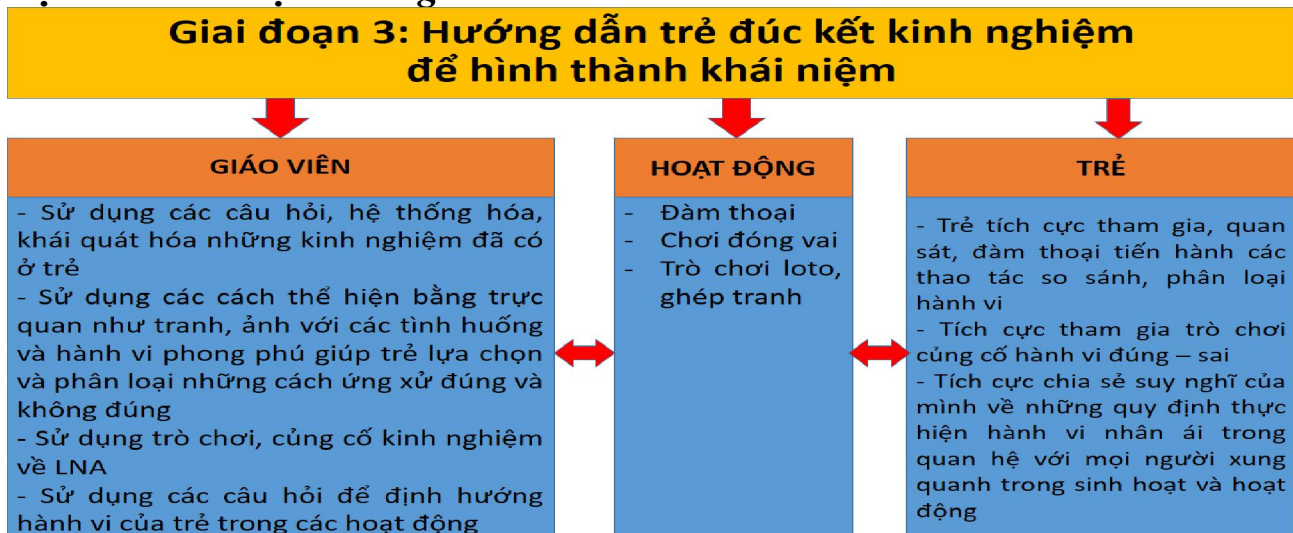 Giai đoạn 3: Hướng dẫn trẻ đúc kết kinh nghiệm
để hình thành khái niệm
GIÁO VIÊN
- Sử dụng các câu hỏi, hệ thống hóa,
khái quát hóa những kinh nghiệm đã có
ở trẻ
- Sử dụng các cách thể hiện bằng trực
quan như tranh, ảnh với các tình huống
và hành vi phong phú giúp trẻ lựa chọn
và phân loại những cách ứng xử đúng và
không đúng
- Sử dụng trò chơi, củng cố kinh nghiệm
về LNA
- Sử dụng các câu hỏi để định hướng
hành vi của trẻ trong các hoạt động
HOẠT ĐỘNG
- Đàm thoại
- Chơi đóng vai
- Trò chơi loto,
ghép tranh
TRẺ
- Trẻ tích cực tham gia, quan
sát, đàm thoại tiến hành các
thao tác so sánh, phân loại
hành vi
- Tích cực tham gia trò chơi
củng cố hành vi đúng – sai
- Tích cực chia sẻ suy nghĩ của
mình về những quy định thực
hiện hành vi nhân ái trong
quan hệ với mọi người xung
quanh trong sinh hoạt và hoạt
động